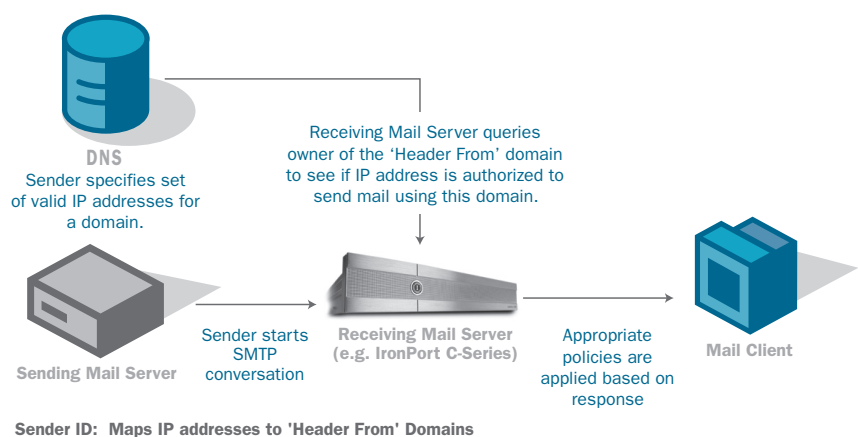 DNS
Sender specifies set
of valid IP addresses for
a domain.
Receiving Mail Server queries
owner of the ‘Header From’ domain
to see if IP address is authorized to
send mail using this domain.
Sending Mail Server
Sender starts
SMTP
conversation
Receiving Mail Server
(e.g. IronPort C-Series)
Appropriate
policies are
applied based on
response
Mail Client
Sender ID:  Maps IP addresses to 'Header From' Domains